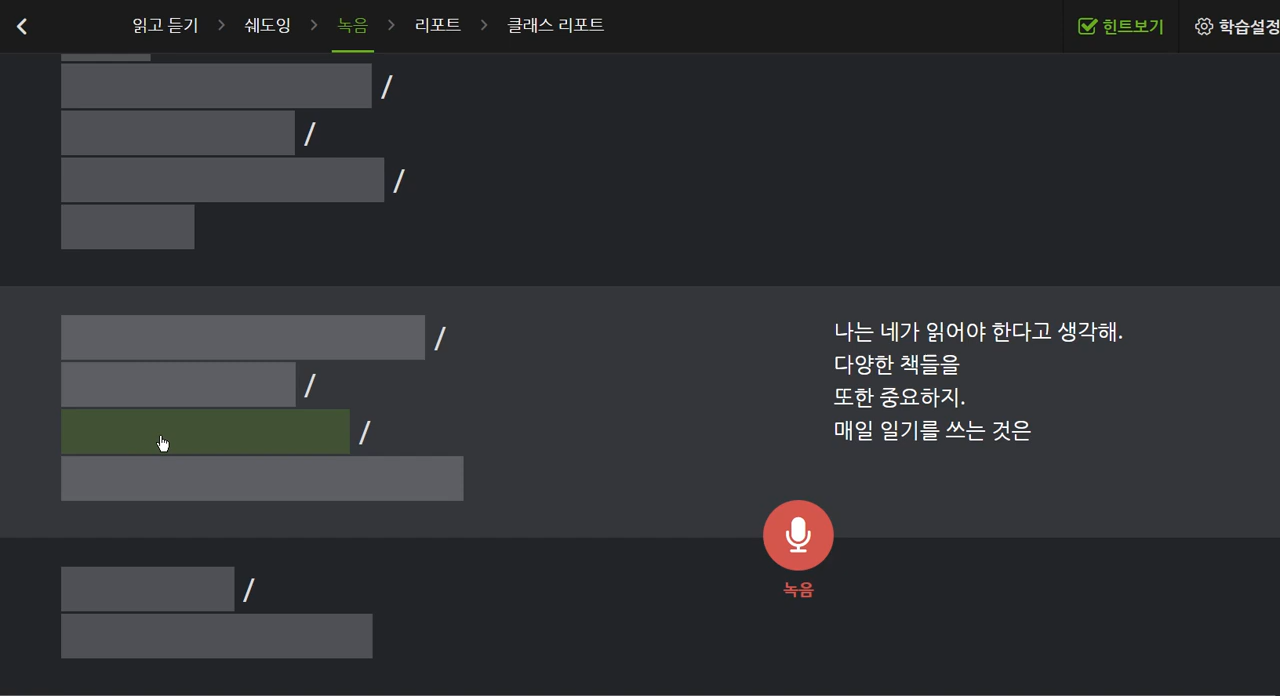 읽고 듣기 > 쉐도잉 > 녹음 > 리포트 > 클래스 리포트
힌트보기
학습설정
/
/
/
/
/
/
나는 네가 읽어야 한다고 생각해.
다양한 책들을
또한 중요하지.
매일 일기를 쓰는 것은
녹음
/